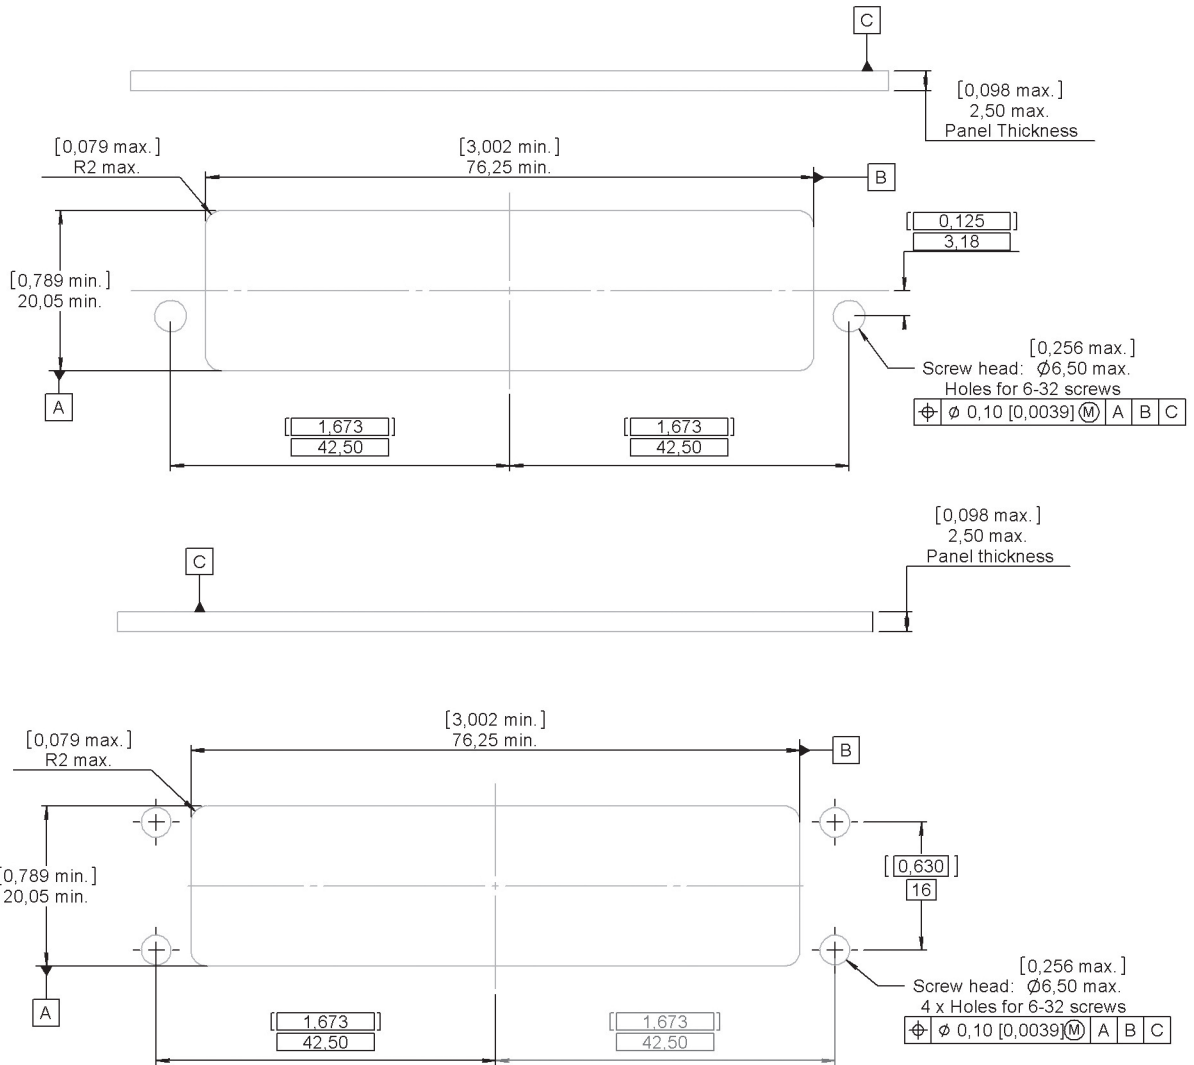 C
[0,098 max.]
2,50 max.
Panel Thickness
[0,079 max.]
R2 max.
[3,002 min.]
76,25 min.
B
[0,125]
3,18
[0,789 min.]
20,05 min.
A
[0,256 max.]
Screw head: Ø6,50 max.
Holes for 6-32 screws
⌖ Ø 0,10 [0,0039] Ⓜ A B C
[1,673]
42,50
[1,673]
42,50
[0,098 max.]
2,50 max.
Panel thickness
C
[3,002 min.]
76,25 min.
B
[0,079 max.]
R2 max.
[0,789 min.]
20,05 min.
A
[0,630]
16
[0,256 max.]
Screw head: Ø6,50 max.
4 x Holes for 6-32 screws
⌖ Ø 0,10 [0,0039] Ⓜ A B C
[1,673]
42,50
[1,673]
42,50